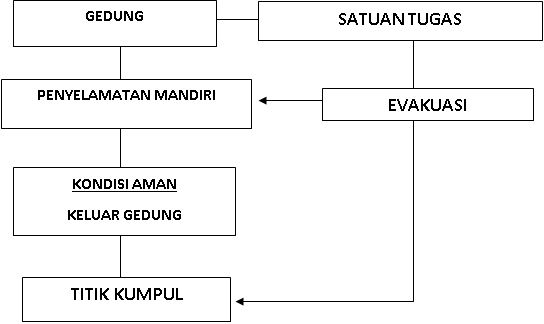 GEDUNG
SATUAN TUGAS
PENYELAMATAN MANDIRI
EVAKUASI
KONDISI AMAN
KELUAR GEDUNG
TITIK KUMPUL